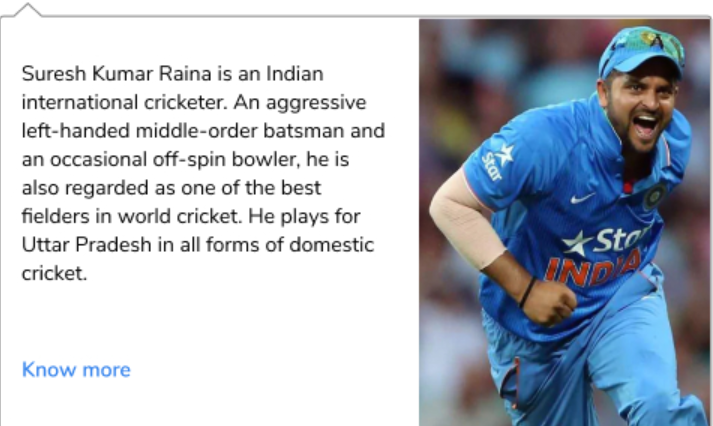 Suresh Kumar Raina is an Indian
international cricketer. An aggressive
left-handed middle-order batsman and
an occasional off-spin bowler, he is
also regarded as one of the best
fielders in world cricket. He plays for
Uttar Pradesh in all forms of domestic
cricket.
Know more
Star
Star
INDIA